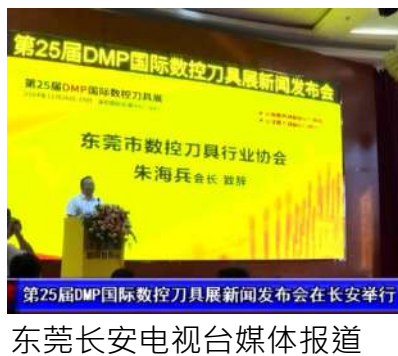 第25届DMP国际数控刀具展新闻发布会
第25届DMP国际数控刀具展
东莞市数控刀具行业协会
朱海兵会长 致辞
第25届DMP国际数控刀具展新闻发布会在长安举行
东莞长安电视台媒体报道